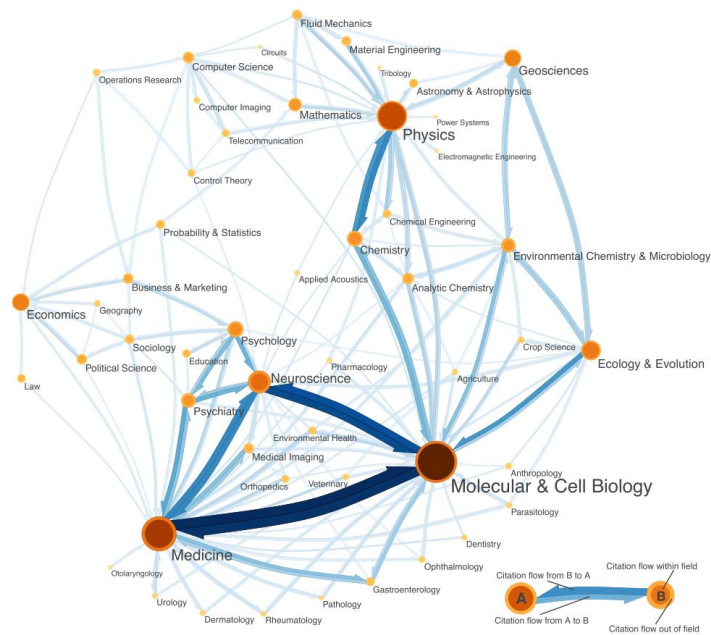 Fluid Mechanics
Circuits
Material Engineering
Computer Science
Geosciences
Tribology
Operations Research
Astronomy & Astrophysics
Computer Imaging
Mathematics
Power Systems
Physics
Telecommunication
Electromagnetic Engineering
Control Theory
Chemical Engineering
Probability & Statistics
Chemistry
Environmental Chemistry & Microbiology
Applied Acoustics
Business & Marketing
Analytic Chemistry
Geography
Economics
Psychology
Sociology
Crop Science
Education
Political Science
Ecology & Evolution
Pharmacology
Neuroscience
Agriculture
Law
Psychiatry
Environmental Health
Medical Imaging
Anthropology
Orthopedics
Veterinary
Molecular & Cell Biology
Parasitology
Dentistry
Medicine
Ophthalmology
Otolaryngology
Gastroenterology
Urology
Pathology
Dermatology
Rheumatology
Citation flow within field
Citation flow from B to A
A
B
Citation flow from A to B
Citation flow out of field